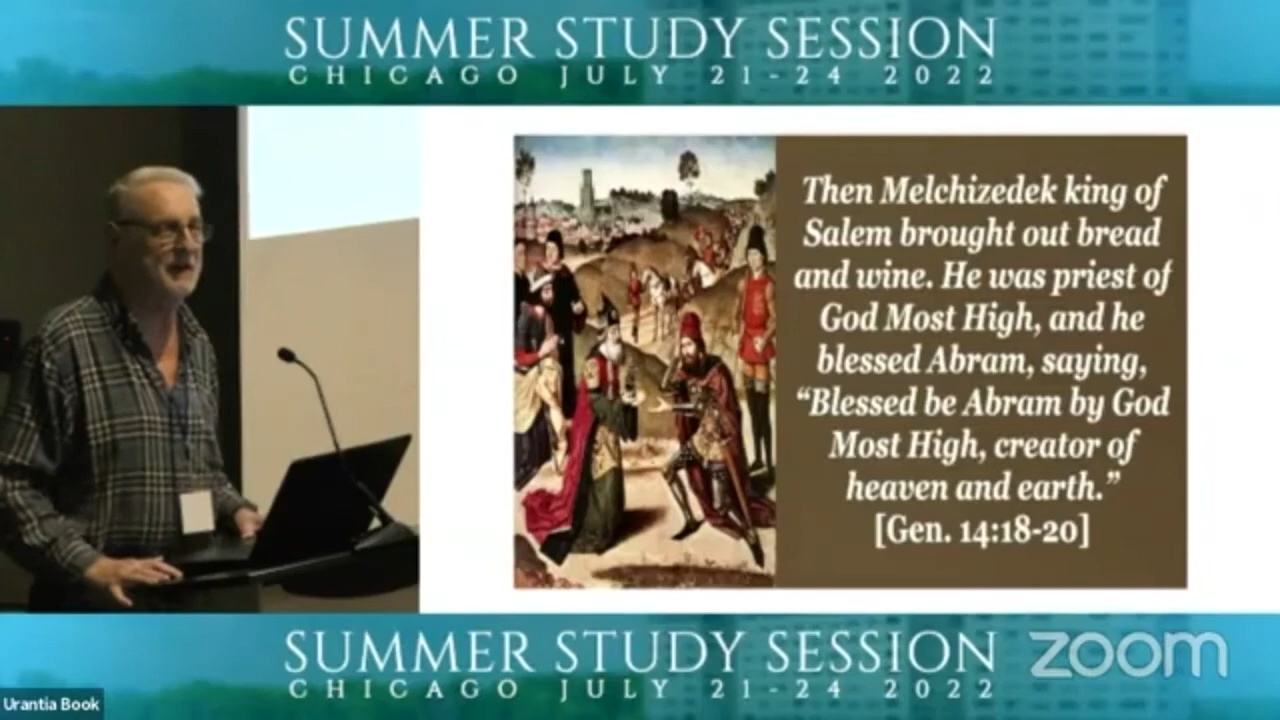 SUMMER STUDY SESSION
CHICAGO JULY 21-24 2022
Then Melchizedek king of
Salem brought out bread
and wine. He was priest of
God Most High, and he
blessed Abram, saying,
“Blessed be Abram by God
Most High, creator of
heaven and earth.”
[Gen. 14:18-20]
SUMMER STUDY SESSION
CHICAGO JULY 21-24 2022
zoom
Urantia Book